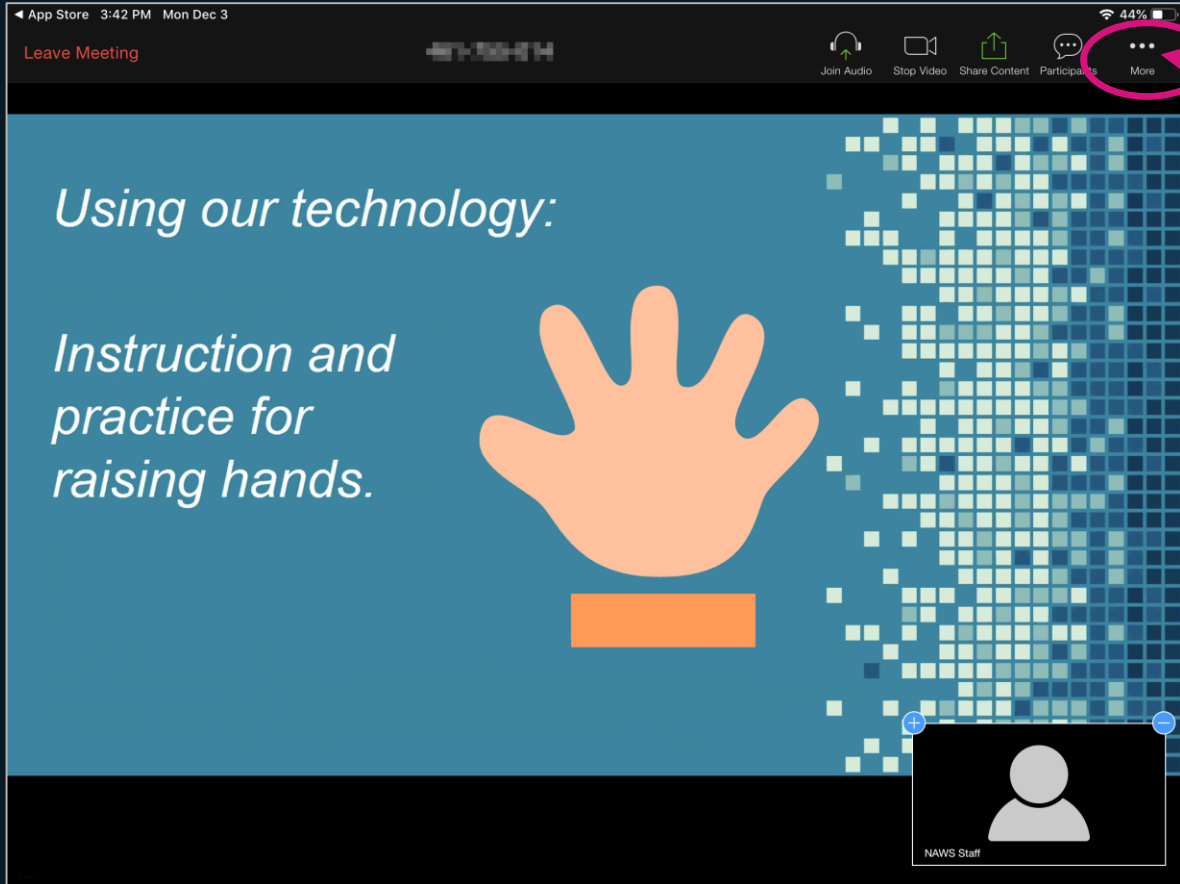 ◄ App Store 3:42 PM Mon Dec 3 44%
Leave Meeting
Join Audio Stop Video Share Content Participants More
Using our technology:
Instruction and
practice for
raising hands.
NAWS Staff